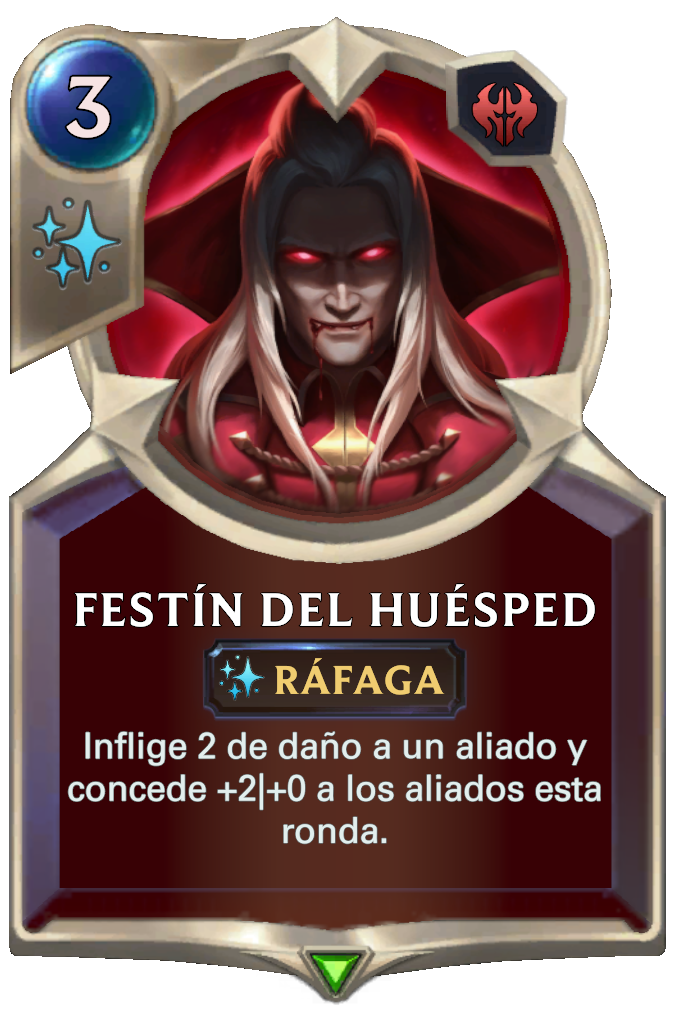 3
FESTÍN DEL HUÉSPED
RÁFAGA
Inflige 2 de daño a un aliado y
concede +2|+0 a los aliados esta
ronda.